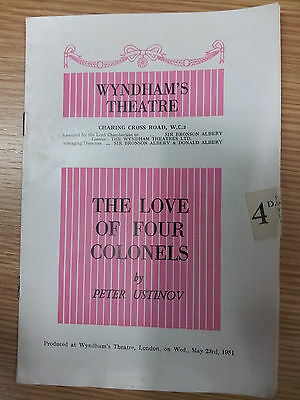 WYNDHAM'S
THEATRE
CHARING CROSS ROAD, W.C.2
Licensed by the Lord Chamberlain to SIR BRONSON ALBERY
Lessees THE WYNDHAM THEATRES LTD.
Managing Directors ... SIR BRONSON ALBERY & DONALD ALBERY
THE LOVE
OF FOUR
COLONELS
by
PETER USTINOV
4D
Produced at Wyndham's Theatre, London, on Wed., May 23rd, 1951